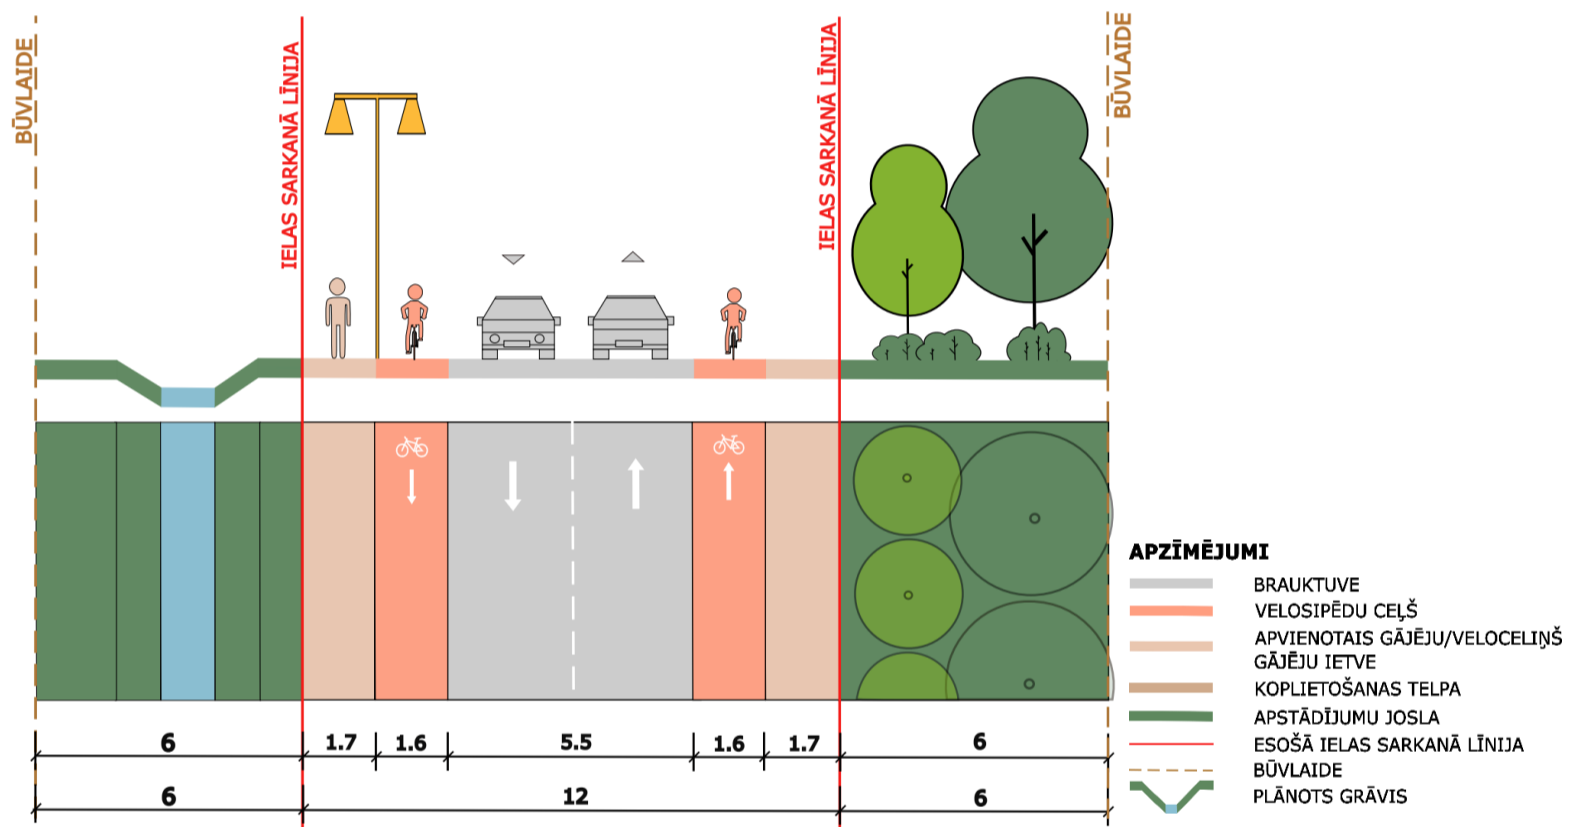 BŪVLAIDE
IELAS SARKANĀ LĪNIJA
IELAS SARKANĀ LĪNIJA
BŪVLAIDE
APZĪMĒJUMI
BRAUKTUVE
VELOSIPĒDU CEĻŠ
APVIENOTAIS GĀJĒJU/VELOCELIŅŠ
GĀJĒJU IETVE
KOPLIETOŠANAS TELPA
APSTĀDĪJUMU JOSLA
ESOŠĀ IELAS SARKANĀ LĪNIJA
BŪVLAIDE
PLĀNOTS GRĀVIS
6 1.7 1.6 5.5 1.6 1.7 6
6 12 6